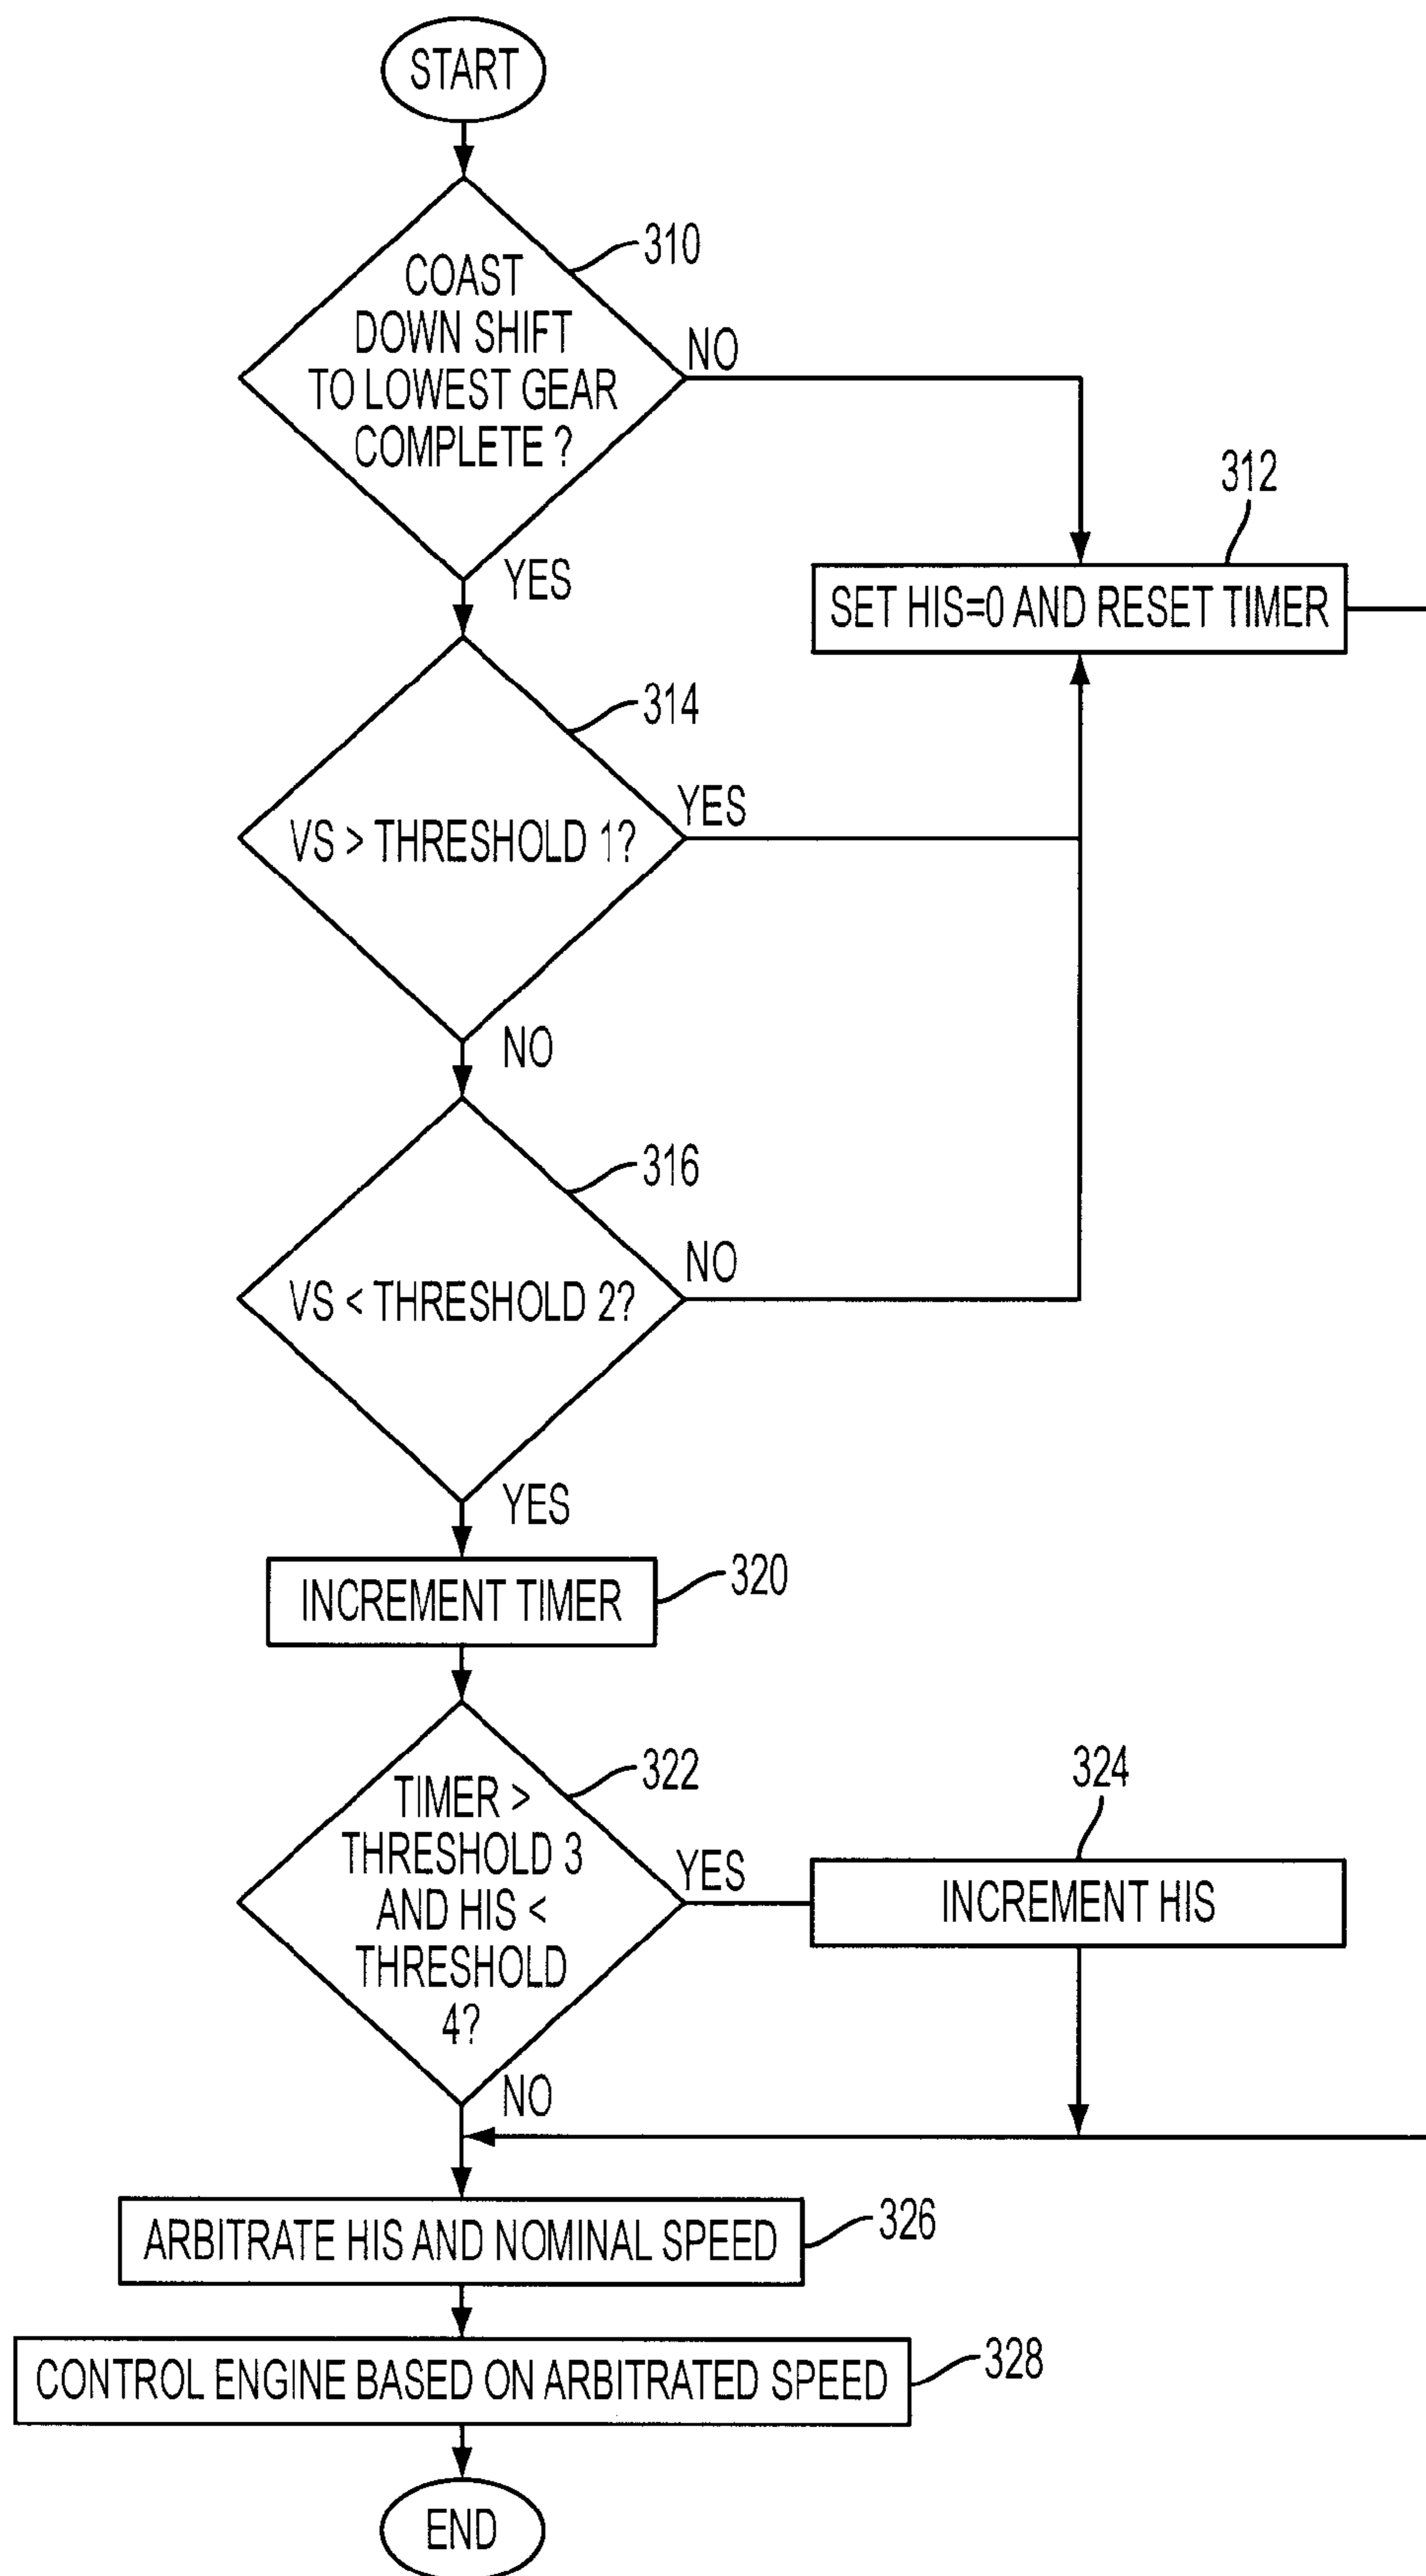 START
310
COAST
DOWN SHIFT
TO LOWEST GEAR
COMPLETE ?
NO
YES
312
SET HIS=0 AND RESET TIMER
314
VS > THRESHOLD 1?
YES
NO
316
VS < THRESHOLD 2?
NO
YES
INCREMENT TIMER
320
322
TIMER >
THRESHOLD 3
AND HIS <
THRESHOLD
4?
YES
NO
324
INCREMENT HIS
ARBITRATE HIS AND NOMINAL SPEED
326
CONTROL ENGINE BASED ON ARBITRATED SPEED
328
END